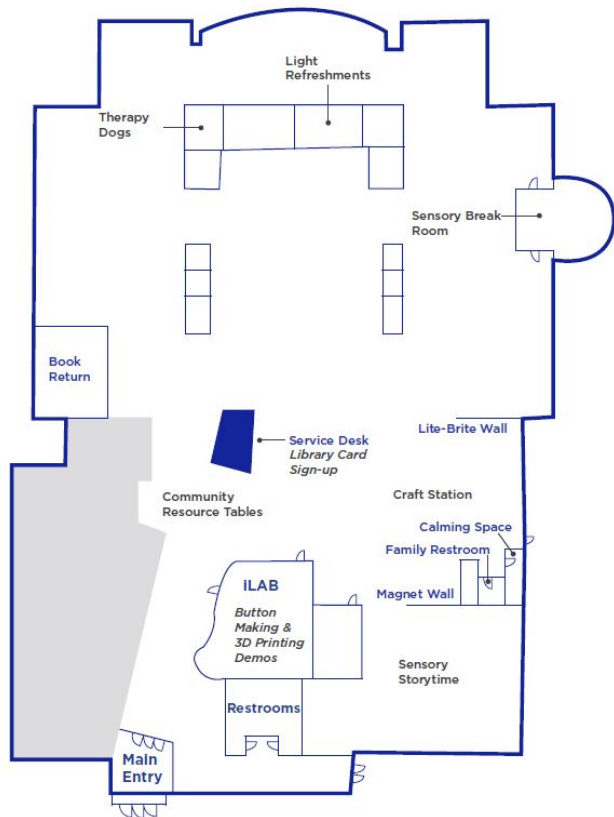 Light
Refreshments
Therapy
Dogs
Sensory Break
Room
Book
Return
Lite-Brite Wall
Service Desk
Library Card
Sign-up
Community
Resource Tables
Craft Station
Calming Space
Family Restroom
Magnet Wall
iLAB
Button
Making &
3D Printing
Demos
Sensory
Storytime
Restrooms
Main
Entry